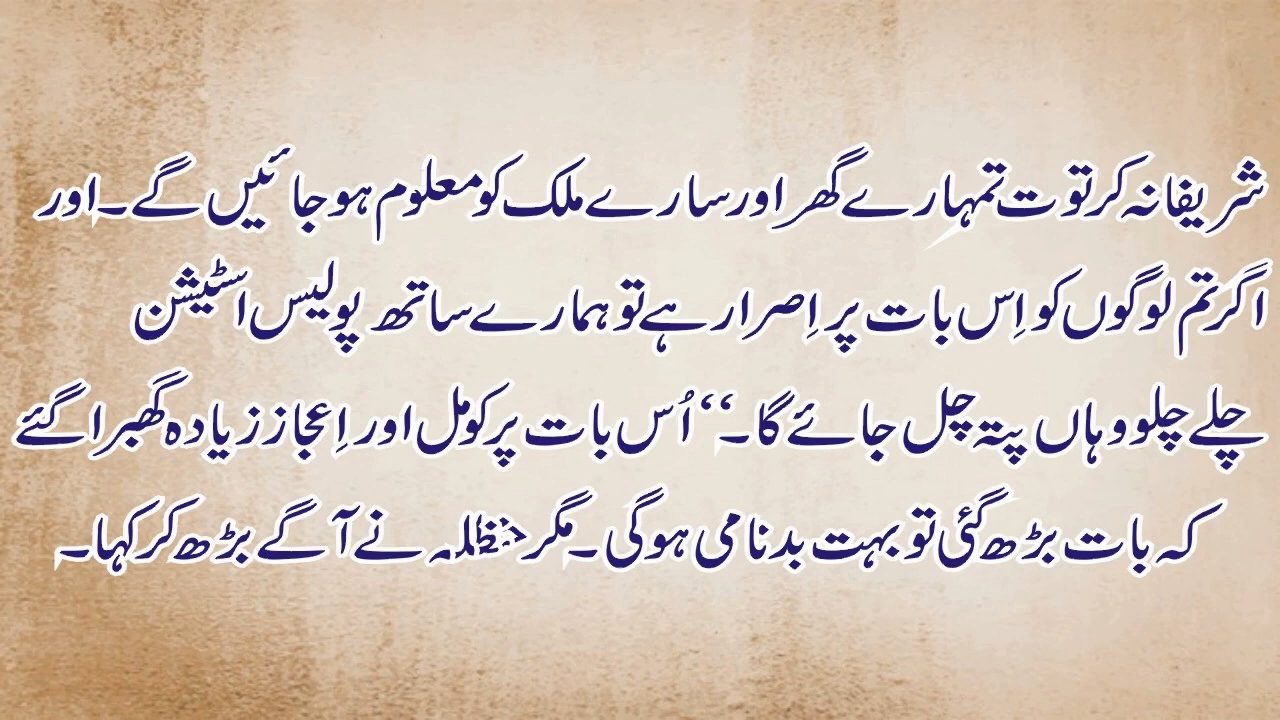 شریفانہ کرتوت تمہارے گھر اور سارے ملک کو معلوم ہو جائیں گے۔ اور
اگر تم لوگوں کو اِس بات پر اِصرار ہے تو ہمارے ساتھ پولیس اسٹیشن
چلے چلو وہاں پتہ چل جائے گا۔‘‘ اُس بات پر کومل اور اِعجاز زیادہ گھبرا گئے
کہ بات بڑھ گئی تو بہت بدنامی ہوگی۔ مگر حنظلہ نے آگے بڑھ کر کہا۔